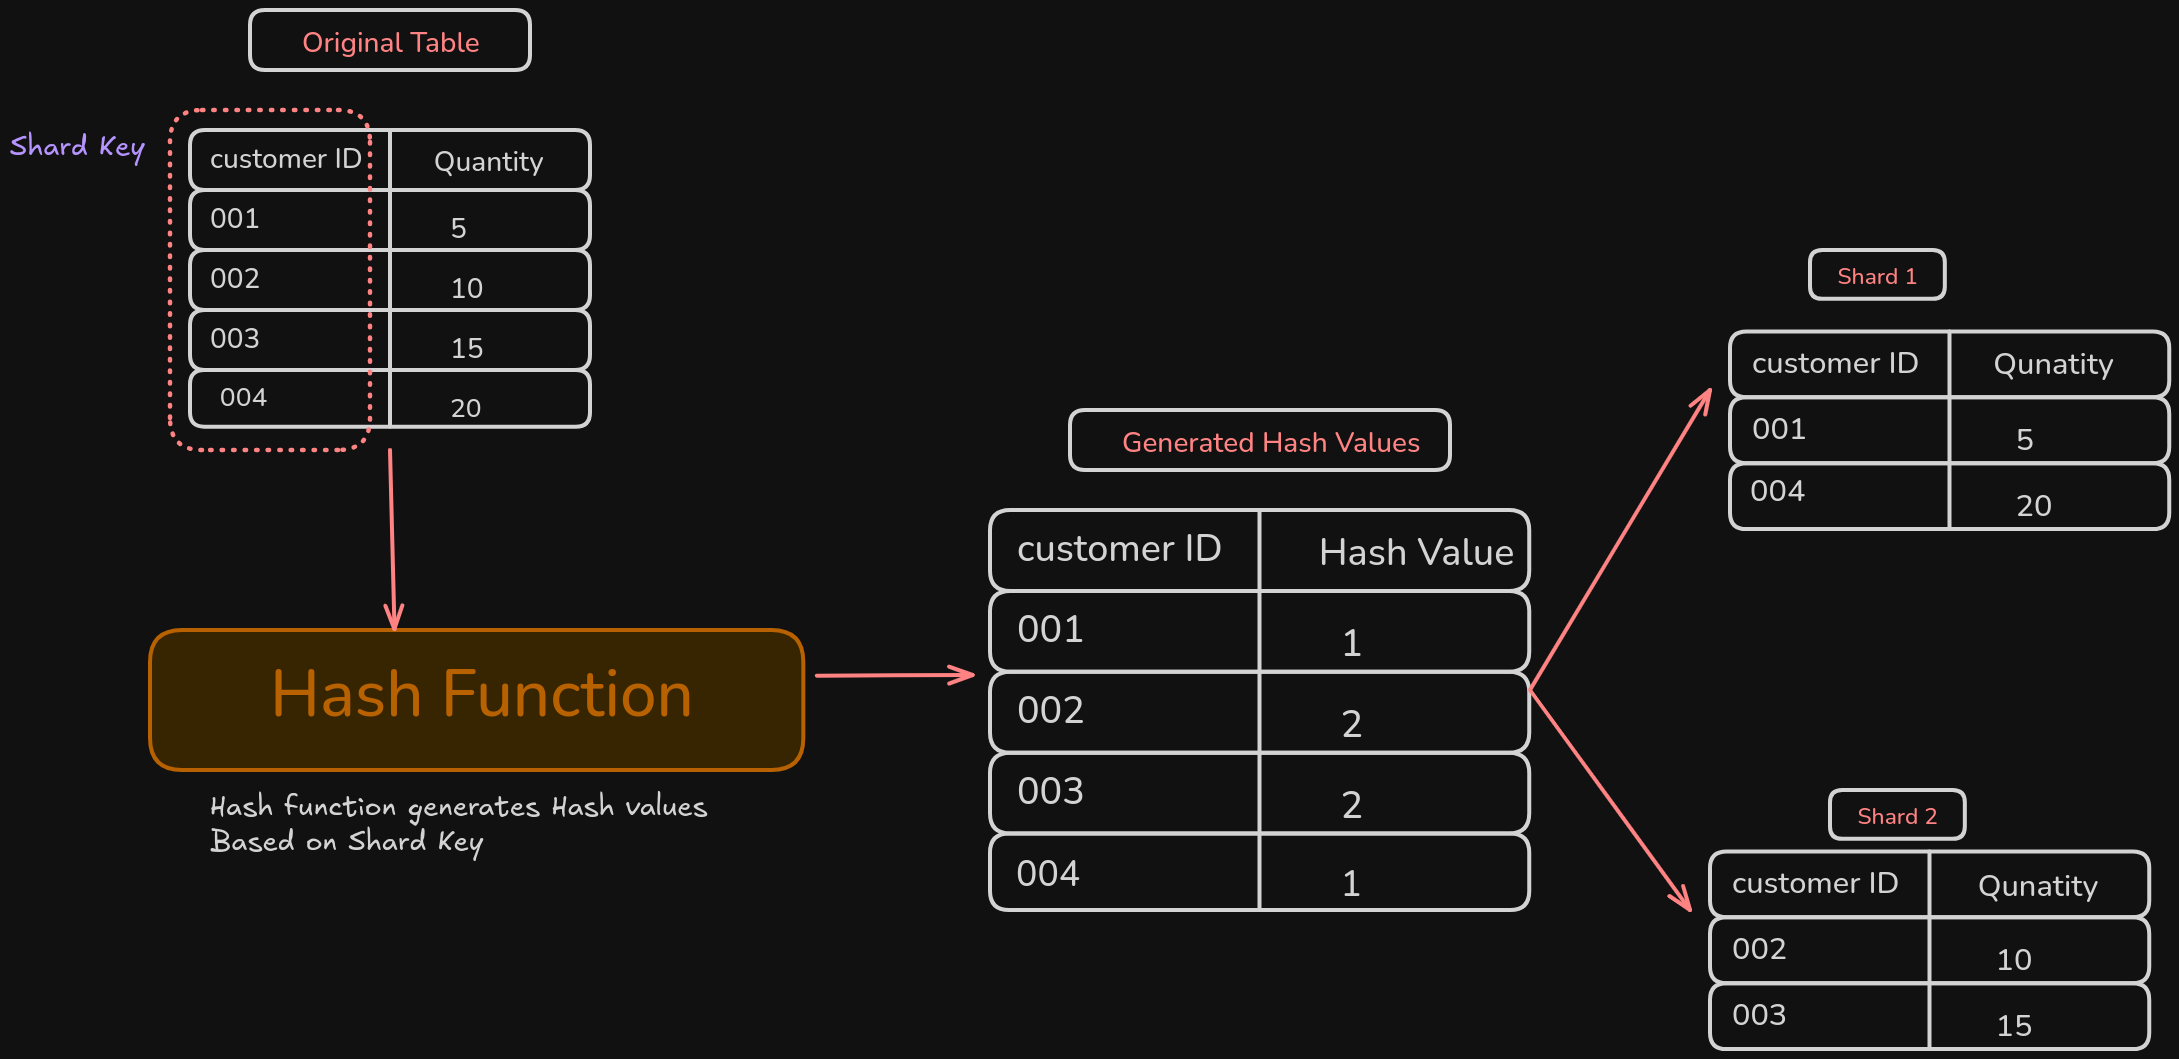 Original Table
Shard Key
customer ID Quantity
001 5
002 10
003 15
004 20
Hash Function
Hash function generates Hash values
Based on Shard Key
Generated Hash Values
customer ID Hash Value
001 1
002 2
003 2
004 1
Shard 1
customer ID Qunatity
001 5
004 20
Shard 2
customer ID Qunatity
002 10
003 15